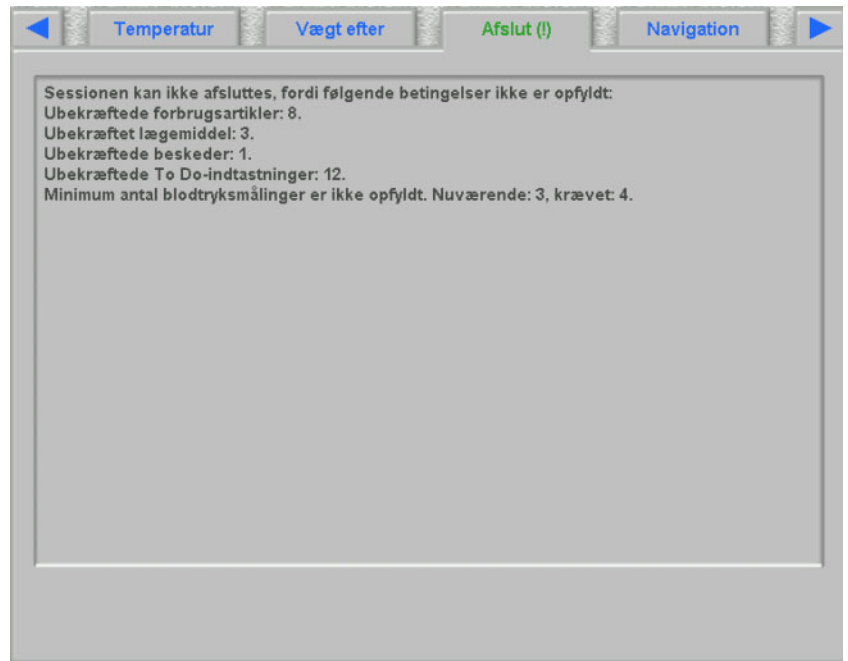 Temperatur Vægt efter Afslut (!) Navigation
Sessionen kan ikke afsluttes, fordi følgende betingelser ikke er opfyldt:
Ubekræftede forbrugsartikler: 8.
Ubekræftet lægemiddel: 3.
Ubekræftede beskeder: 1.
Ubekræftede To Do-indtastninger: 12.
Minimum antal blodtryksmålinger er ikke opfyldt. Nuværende: 3, krævet: 4.